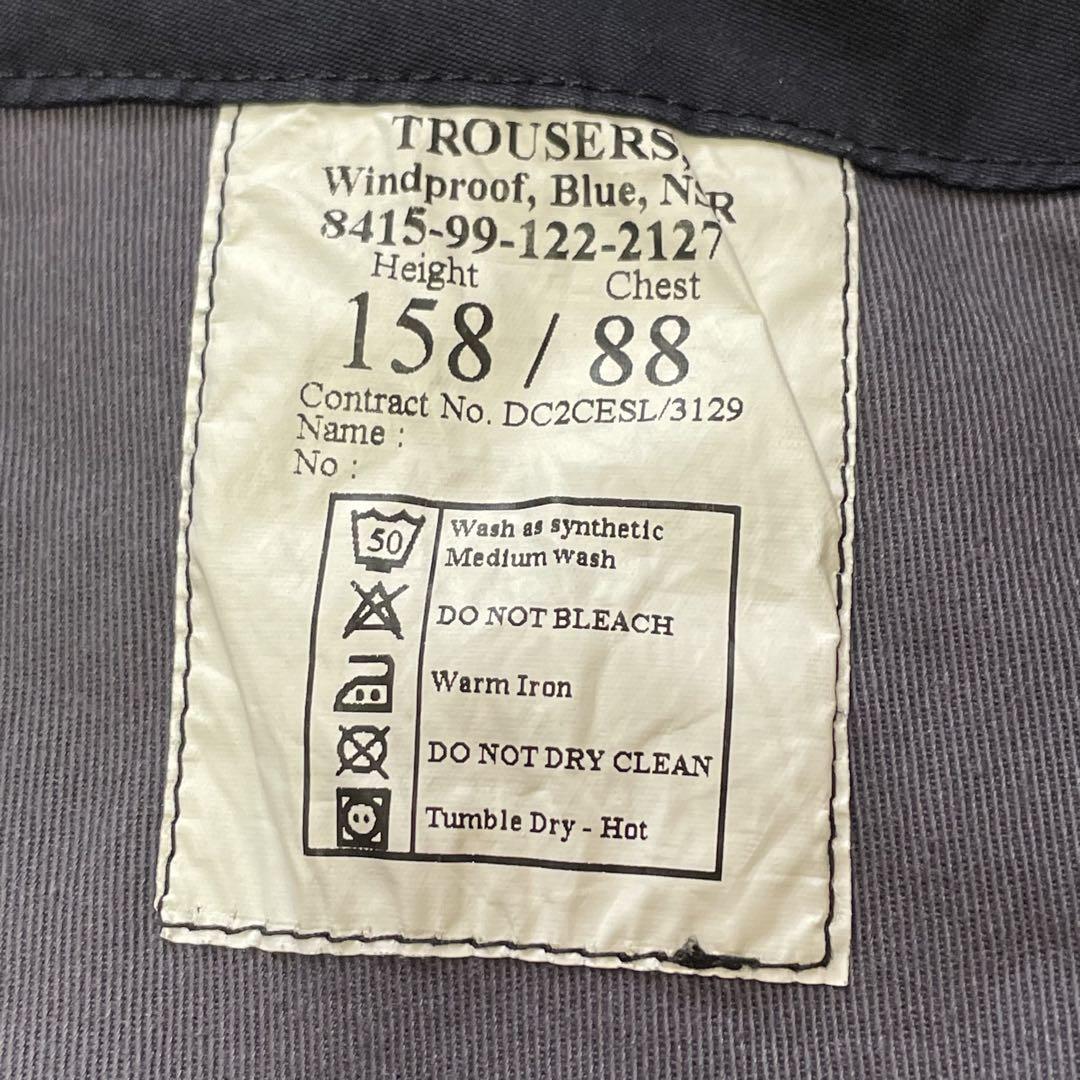 TROUSERS,
Windproof, Blue, NSR
8415-99-122-2127
Height Chest
158 / 88
Contract No. DC2CESL/3129
Name :
No :
50 Wash as synthetic
Medium wash
DO NOT BLEACH
Warm Iron
DO NOT DRY CLEAN
Tumble Dry - Hot